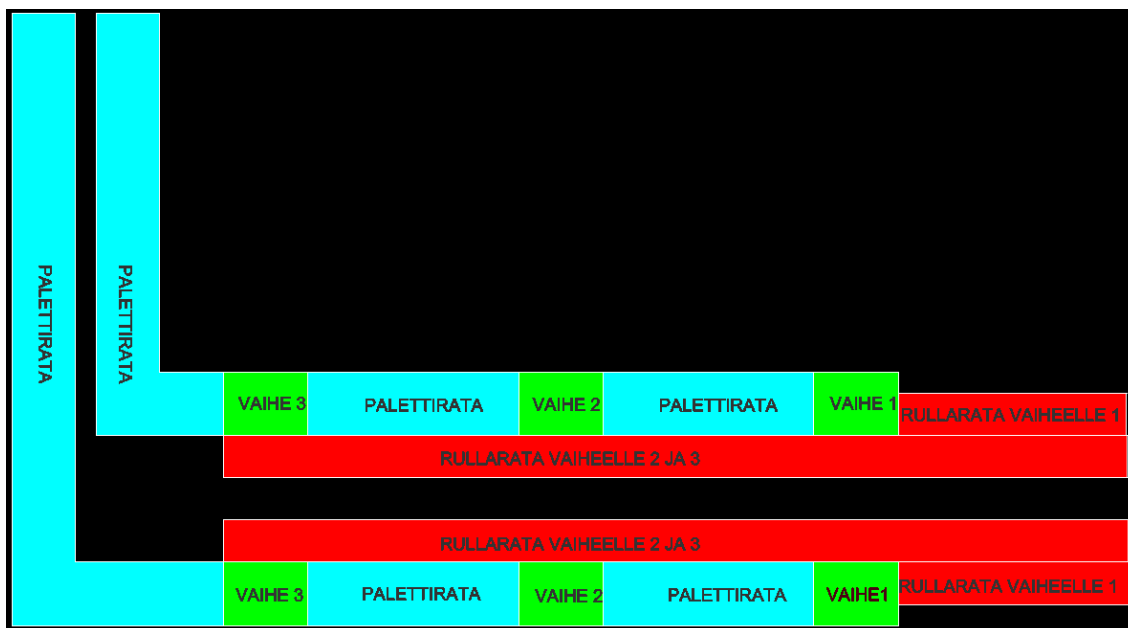 PALETTIRATA
PALETTIRATA
VAIHE 3
PALETTIRATA
VAIHE 2
PALETTIRATA
VAIHE 1
RULLARATA VAIHEELLE 1
RULLARATA VAIHEELLE 2 JA 3
RULLARATA VAIHEELLE 2 JA 3
VAIHE 3
PALETTIRATA
VAIHE 2
PALETTIRATA
VAIHE1
RULLARATA VAIHEELLE 1